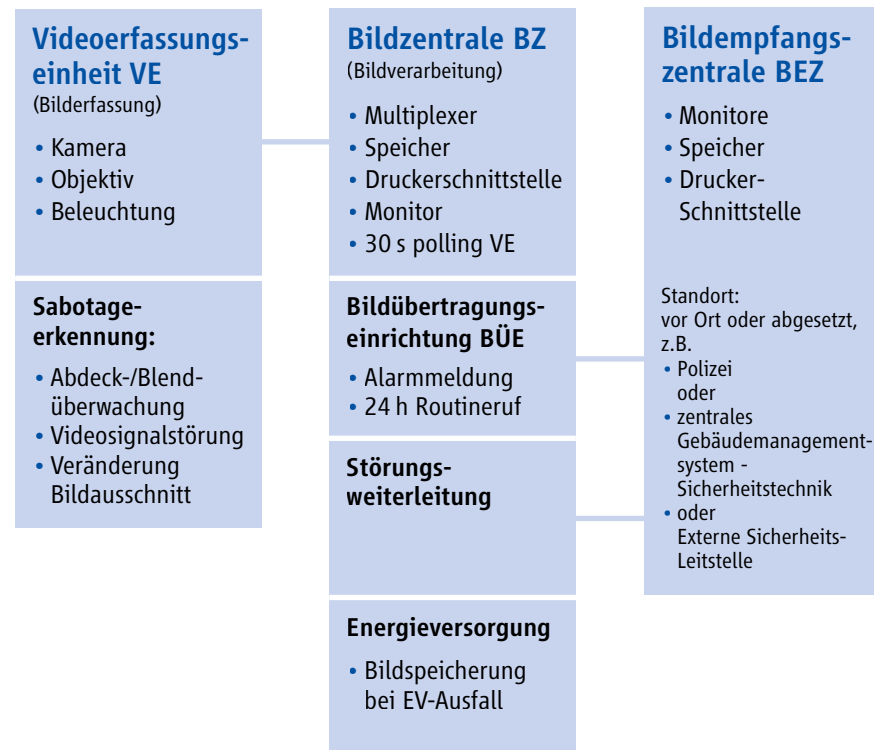 Videoerfassungs-
einheit VE
(Bilderfassung)
• Kamera
• Objektiv
• Beleuchtung
Sabotage-
erkennung:
• Abdeck-/Blend-
überwachung
• Videosignalstörung
• Veränderung
Bildausschnitt
Bildzentrale BZ
(Bildverarbeitung)
• Multiplexer
• Speicher
• Druckerschnittstelle
• Monitor
• 30 s polling VE
Bildübertragungs-
einrichtung BÜE
• Alarmmeldung
• 24 h Routineruf
Störungs-
weiterleitung
Energieversorgung
• Bildspeicherung
bei EV-Ausfall
Bildempfangs-
zentrale BEZ
• Monitore
• Speicher
• Drucker-
Schnittstelle
Standort:
vor Ort oder abgesetzt,
z.B.
• Polizei
oder
• zentrales
Gebäudemanagement-
system -
Sicherheitstechnik
• oder
Externe Sicherheits-
Leitstelle